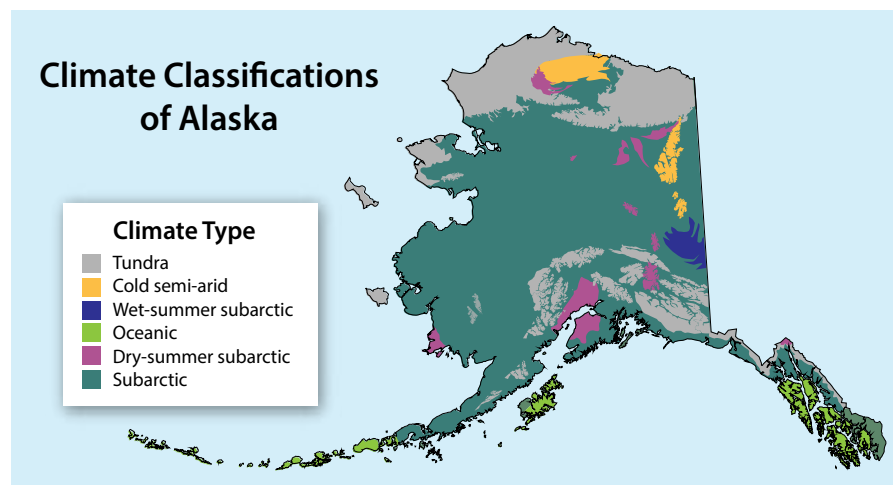 Climate Classifications
of Alaska
Climate Type
Tundra
Cold semi-arid
Wet-summer subarctic
Oceanic
Dry-summer subarctic
Subarctic